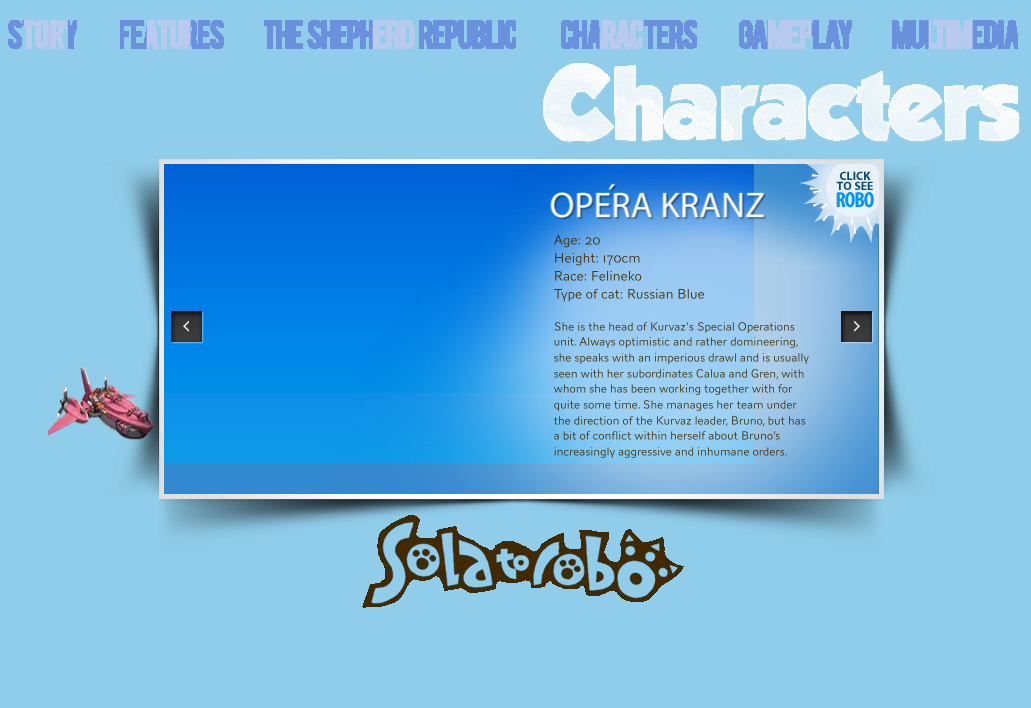 STORY FEATURES THE SHEPHERD REPUBLIC CHARACTERS GAMEPLAY MULTIMEDIA
Characters
CLICK
TO SEE
ROBO
OPÉRA KRANZ
Age: 20
Height: 170cm
Race: Felineko
Type of cat: Russian Blue
She is the head of Kurvaz's Special Operations
unit. Always optimistic and rather domineering,
she speaks with an imperious drawl and is usually
seen with her subordinates Calua and Gren, with
whom she has been working together with for
quite some time. She manages her team under
the direction of the Kurvaz leader, Bruno, but has
a bit of conflict within herself about Bruno's
increasingly aggressive and inhumane orders.
Solatorobo